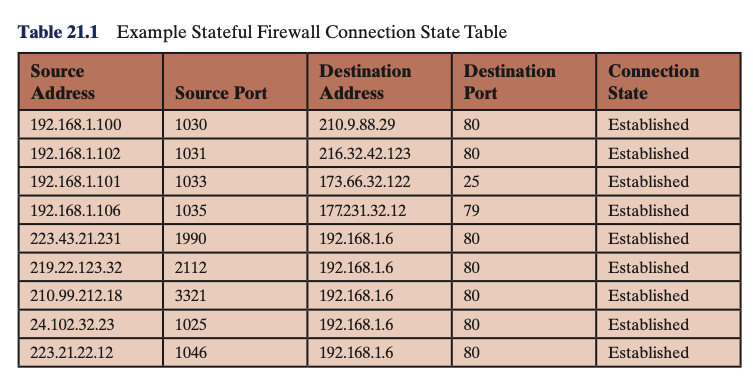 Table 21.1 Example Stateful Firewall Connection State Table
Source Address Source Port Destination Address Destination Port Connection State
192.168.1.100 1030 210.9.88.29 80 Established
192.168.1.102 1031 216.32.42.123 80 Established
192.168.1.101 1033 173.66.32.122 25 Established
192.168.1.106 1035 177.231.32.12 79 Established
223.43.21.231 1990 192.168.1.6 80 Established
219.22.123.32 2112 192.168.1.6 80 Established
210.99.212.18 3321 192.168.1.6 80 Established
24.102.32.23 1025 192.168.1.6 80 Established
223.21.22.12 1046 192.168.1.6 80 Established